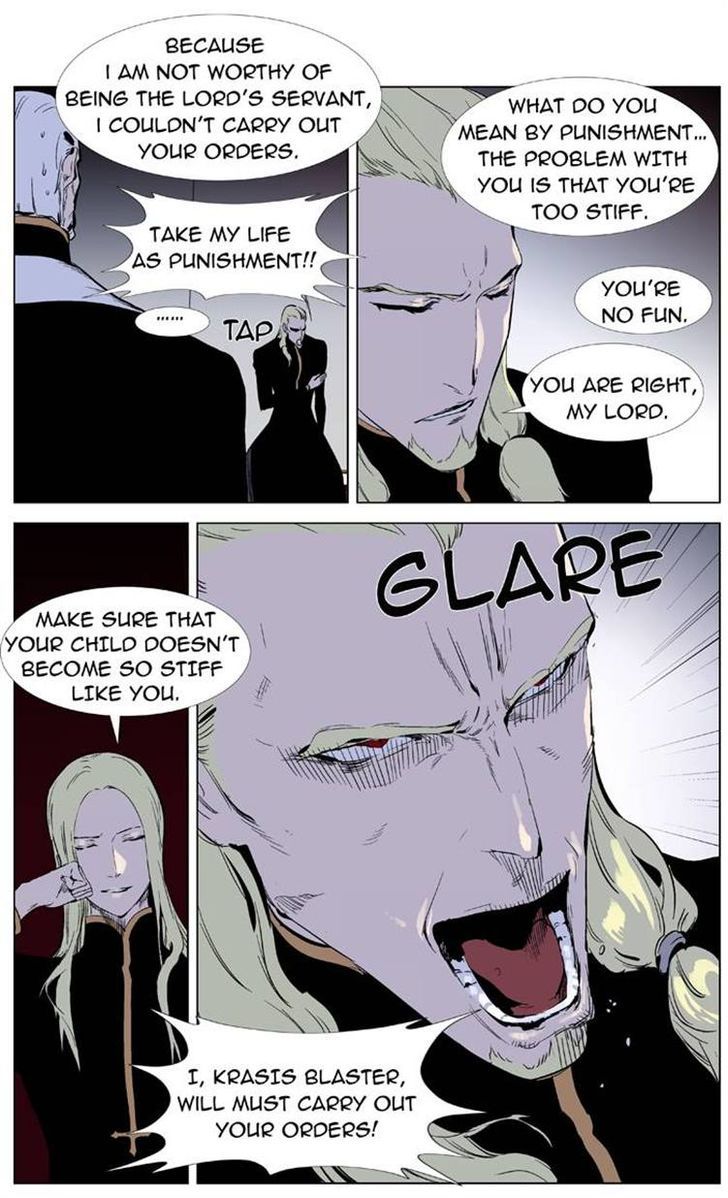 BECAUSE
I AM NOT WORTHY OF
BEING THE LORD'S SERVANT,
I COULDN'T CARRY OUT
YOUR ORDERS.
TAKE MY LIFE
AS PUNISHMENT!!
......
TAP
WHAT DO YOU
MEAN BY PUNISHMENT...
THE PROBLEM WITH
YOU IS THAT YOU'RE
TOO STIFF.
YOU'RE
NO FUN.
YOU ARE RIGHT,
MY LORD.
MAKE SURE THAT
YOUR CHILD DOESN'T
BECOME SO STIFF
LIKE YOU.
GLARE
I, KRASIS BLASTER,
WILL MUST CARRY OUT
YOUR ORDERS!